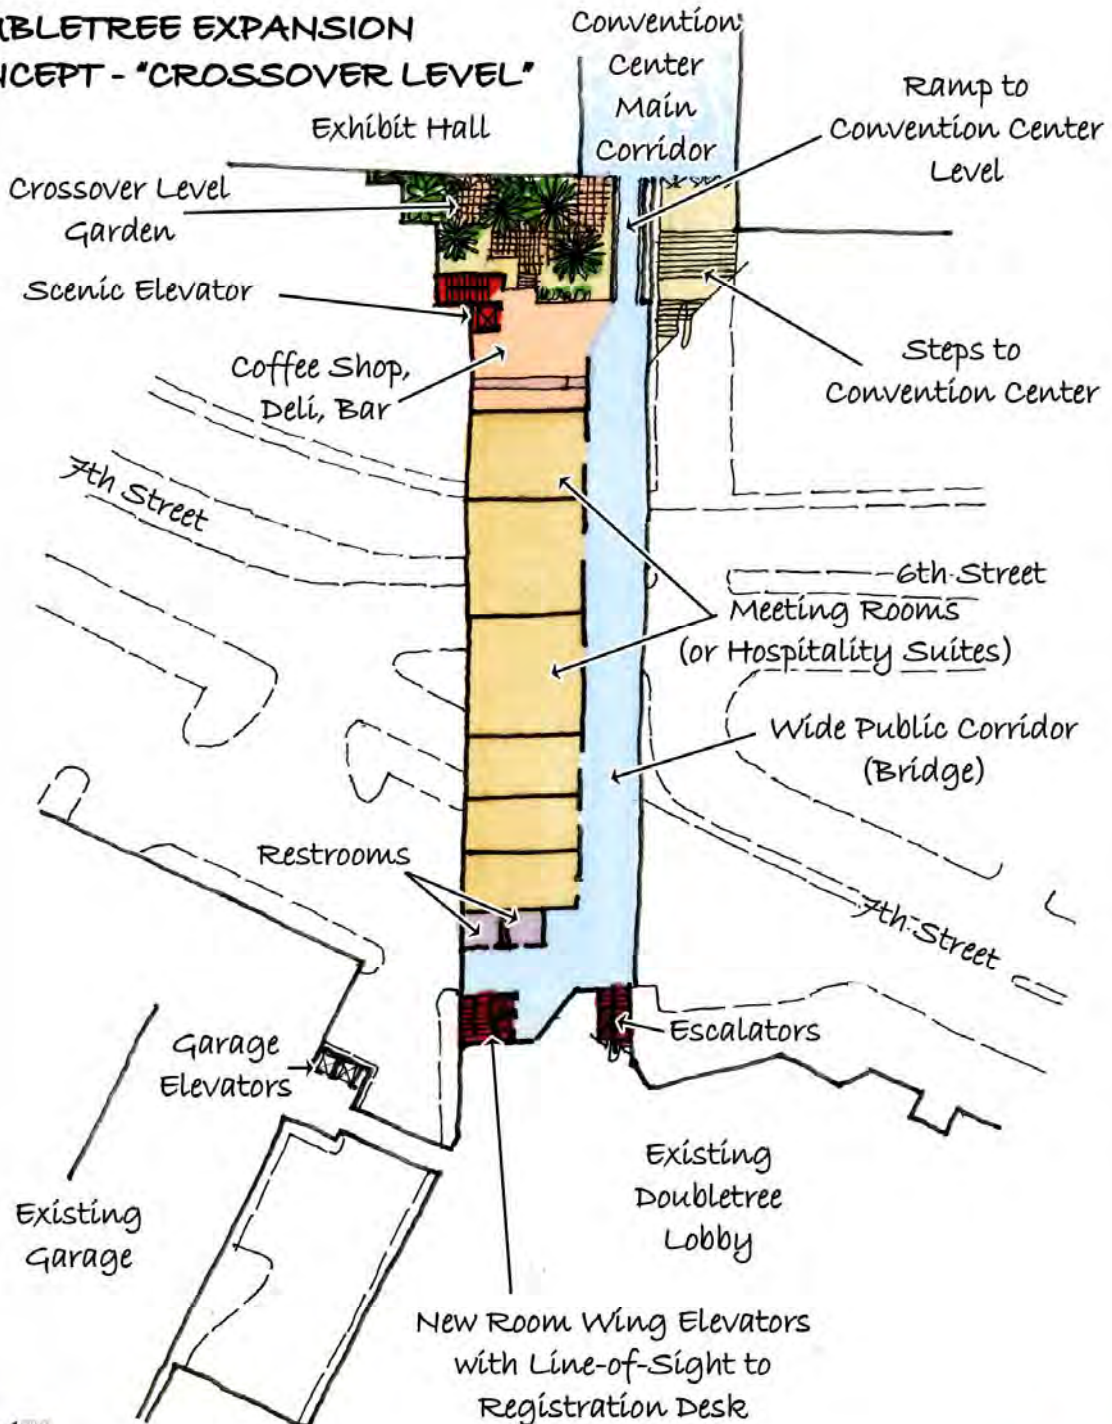 BLETREE EXPANSION
NCEPT - "CROSSOVER LEVEL"
Convention
Center
Main
Corridor
Exhibit Hall
Ramp to
Convention Center
Level
Crossover Level
Garden
Scenic Elevator
Coffee Shop,
Deli, Bar
Steps to
Convention Center
7th Street
6th Street
Meeting Rooms
(or Hospitality Suites)
Wide Public Corridor
(Bridge)
Restrooms
7th Street
Escalators
Garage
Elevators
Existing
Garage
Existing
Doubletree
Lobby
New Room Wing Elevators
with Line-of-Sight to
Registration Desk